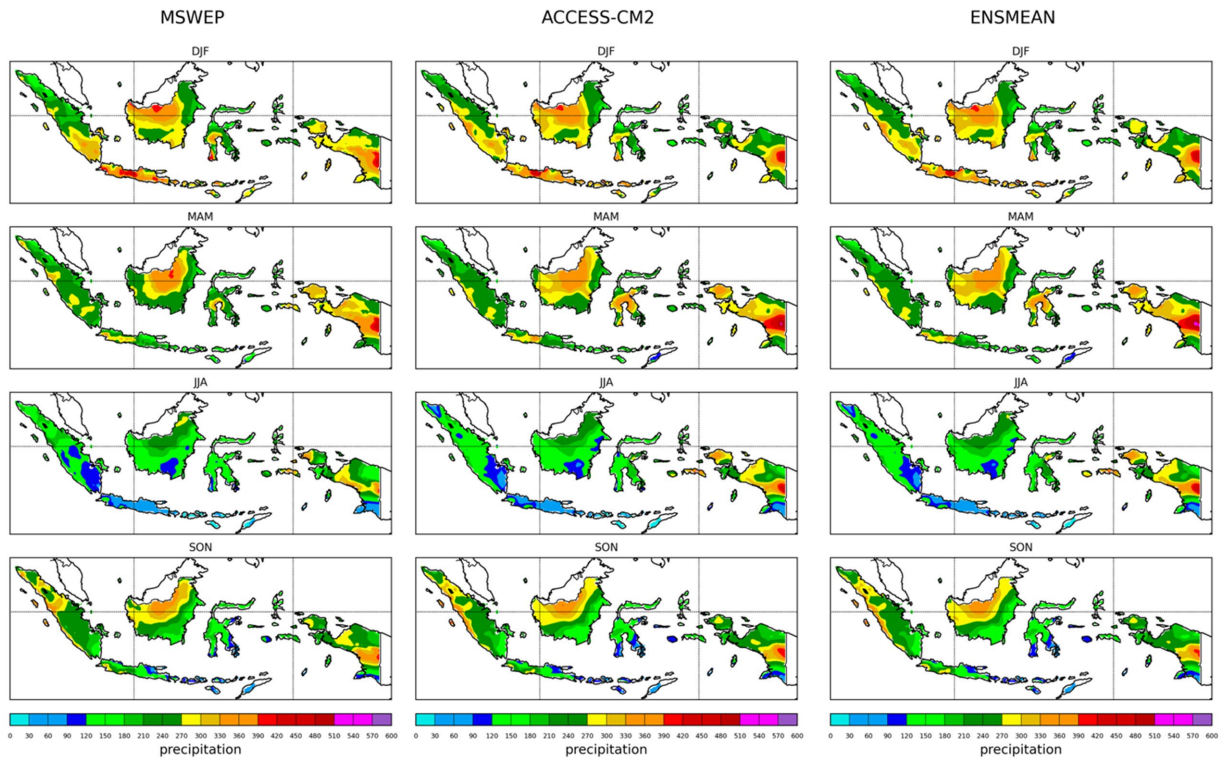 MSWEP ACCESS-CM2 ENSMEAN
DJF DJF DJF
MAM MAM MAM
JJA JJA JJA
SON SON SON
0 30 60 90 120 150 180 210 240 270 300 330 360 390 420 450 480 510 540 570 600 0 30 60 90 120 150 180 210 240 270 300 330 360 390 420 450 480 510 540 570 600 0 30 60 90 120 150 180 210 240 270 300 330 360 390 420 450 480 510 540 570 600
precipitation precipitation precipitation